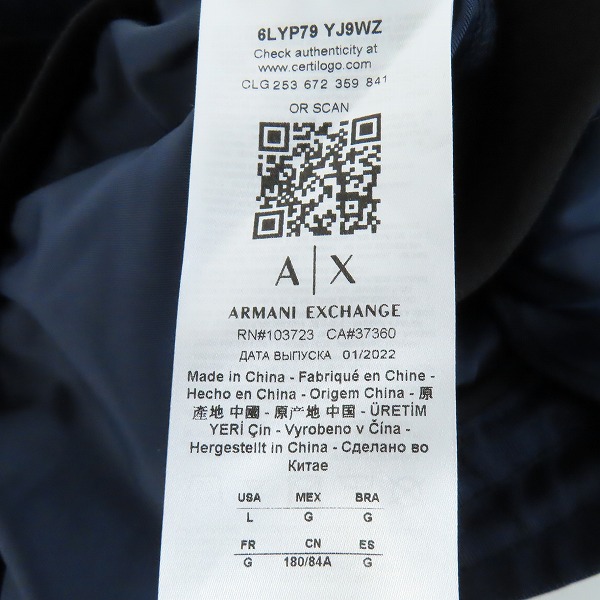 6LYP79 YJ9WZ
Check authenticity at
www.certilogo.com
CLG 253 672 359 841
OR SCAN
A|X
ARMANI EXCHANGE
RN#103723 CA#37360
ДАТА ВЫПУСКА 01/2022
Made in China - Fabriqué en Chine -
Hecho en China - Origem China - 原
產地 中國 - 原产地 中国 - ÜRETİM
YERİ Çin - Vyrobeno v Čína -
Hergestellt in China - Сделано во
Китае
USA MEX BRA
L G G
FR CN ES
G 180/84A G